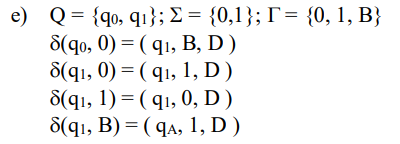 e) Q = {q₀, q₁}; Σ = {0,1}; Γ = {0, 1, B}
δ(q₀, 0) = ( q₁, B, D )
δ(q₁, 0) = ( q₁, 1, D )
δ(q₁, 1) = ( q₁, 0, D )
δ(q₁, B) = ( qA, 1, D )